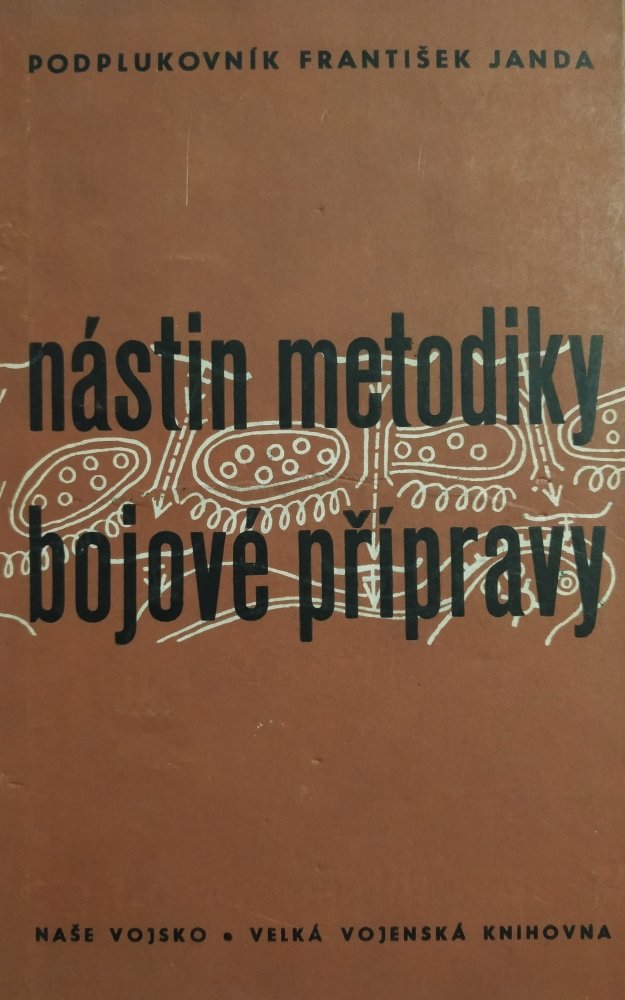 PODPLUKOVNÍK FRANTIŠEK JANDA
nástin metodiky
bojové přípravy
NAŠE VOJSKO • VELKÁ VOJENSKÁ KNIHOVNA